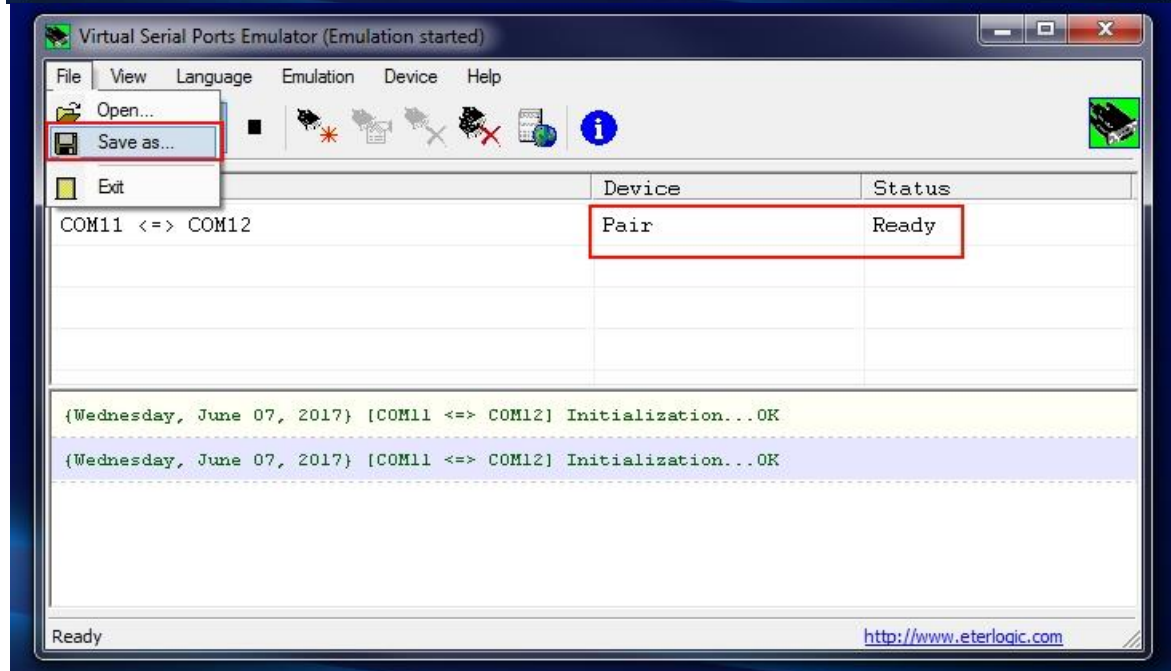 Virtual Serial Ports Emulator (Emulation started)
File View Language Emulation Device Help
Open...
Save as...
Exit
Device Status
COM11 <=> COM12 Pair Ready
{Wednesday, June 07, 2017} [COM11 <=> COM12] Initialization...OK
{Wednesday, June 07, 2017} [COM11 <=> COM12] Initialization...OK
Ready http://www.eterlogic.com